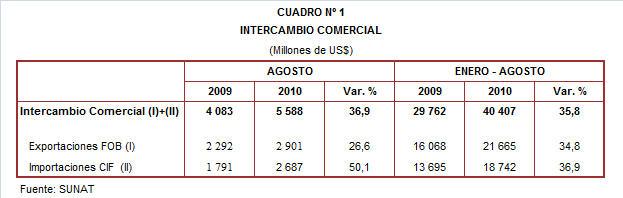 CUADRO Nº 1
INTERCAMBIO COMERCIAL
(Millones de US$)
AGOSTO ENERO - AGOSTO
2009 2010 Var. % 2009 2010 Var. %
Intercambio Comercial (I)+(II) 4 083 5 588 36,9 29 762 40 407 35,8
Exportaciones FOB (I) 2 292 2 901 26,6 16 068 21 665 34,8
Importaciones CIF (II) 1 791 2 687 50,1 13 695 18 742 36,9
Fuente: SUNAT